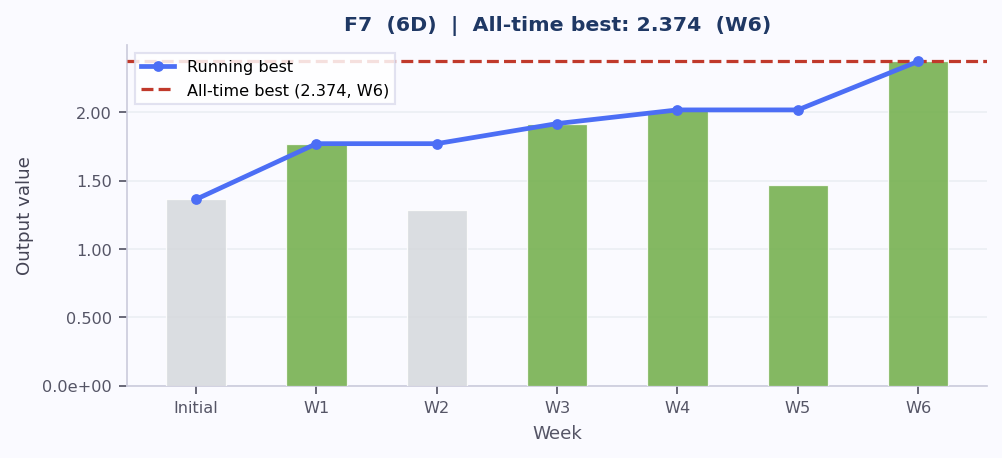 F7 (6D) | All-time best: 2.374 (W6)
Running best
All-time best (2.374, W6)
Output value
2.00
1.50
1.00
0.500
0.0e+00
Initial W1 W2 W3 W4 W5 W6
Week